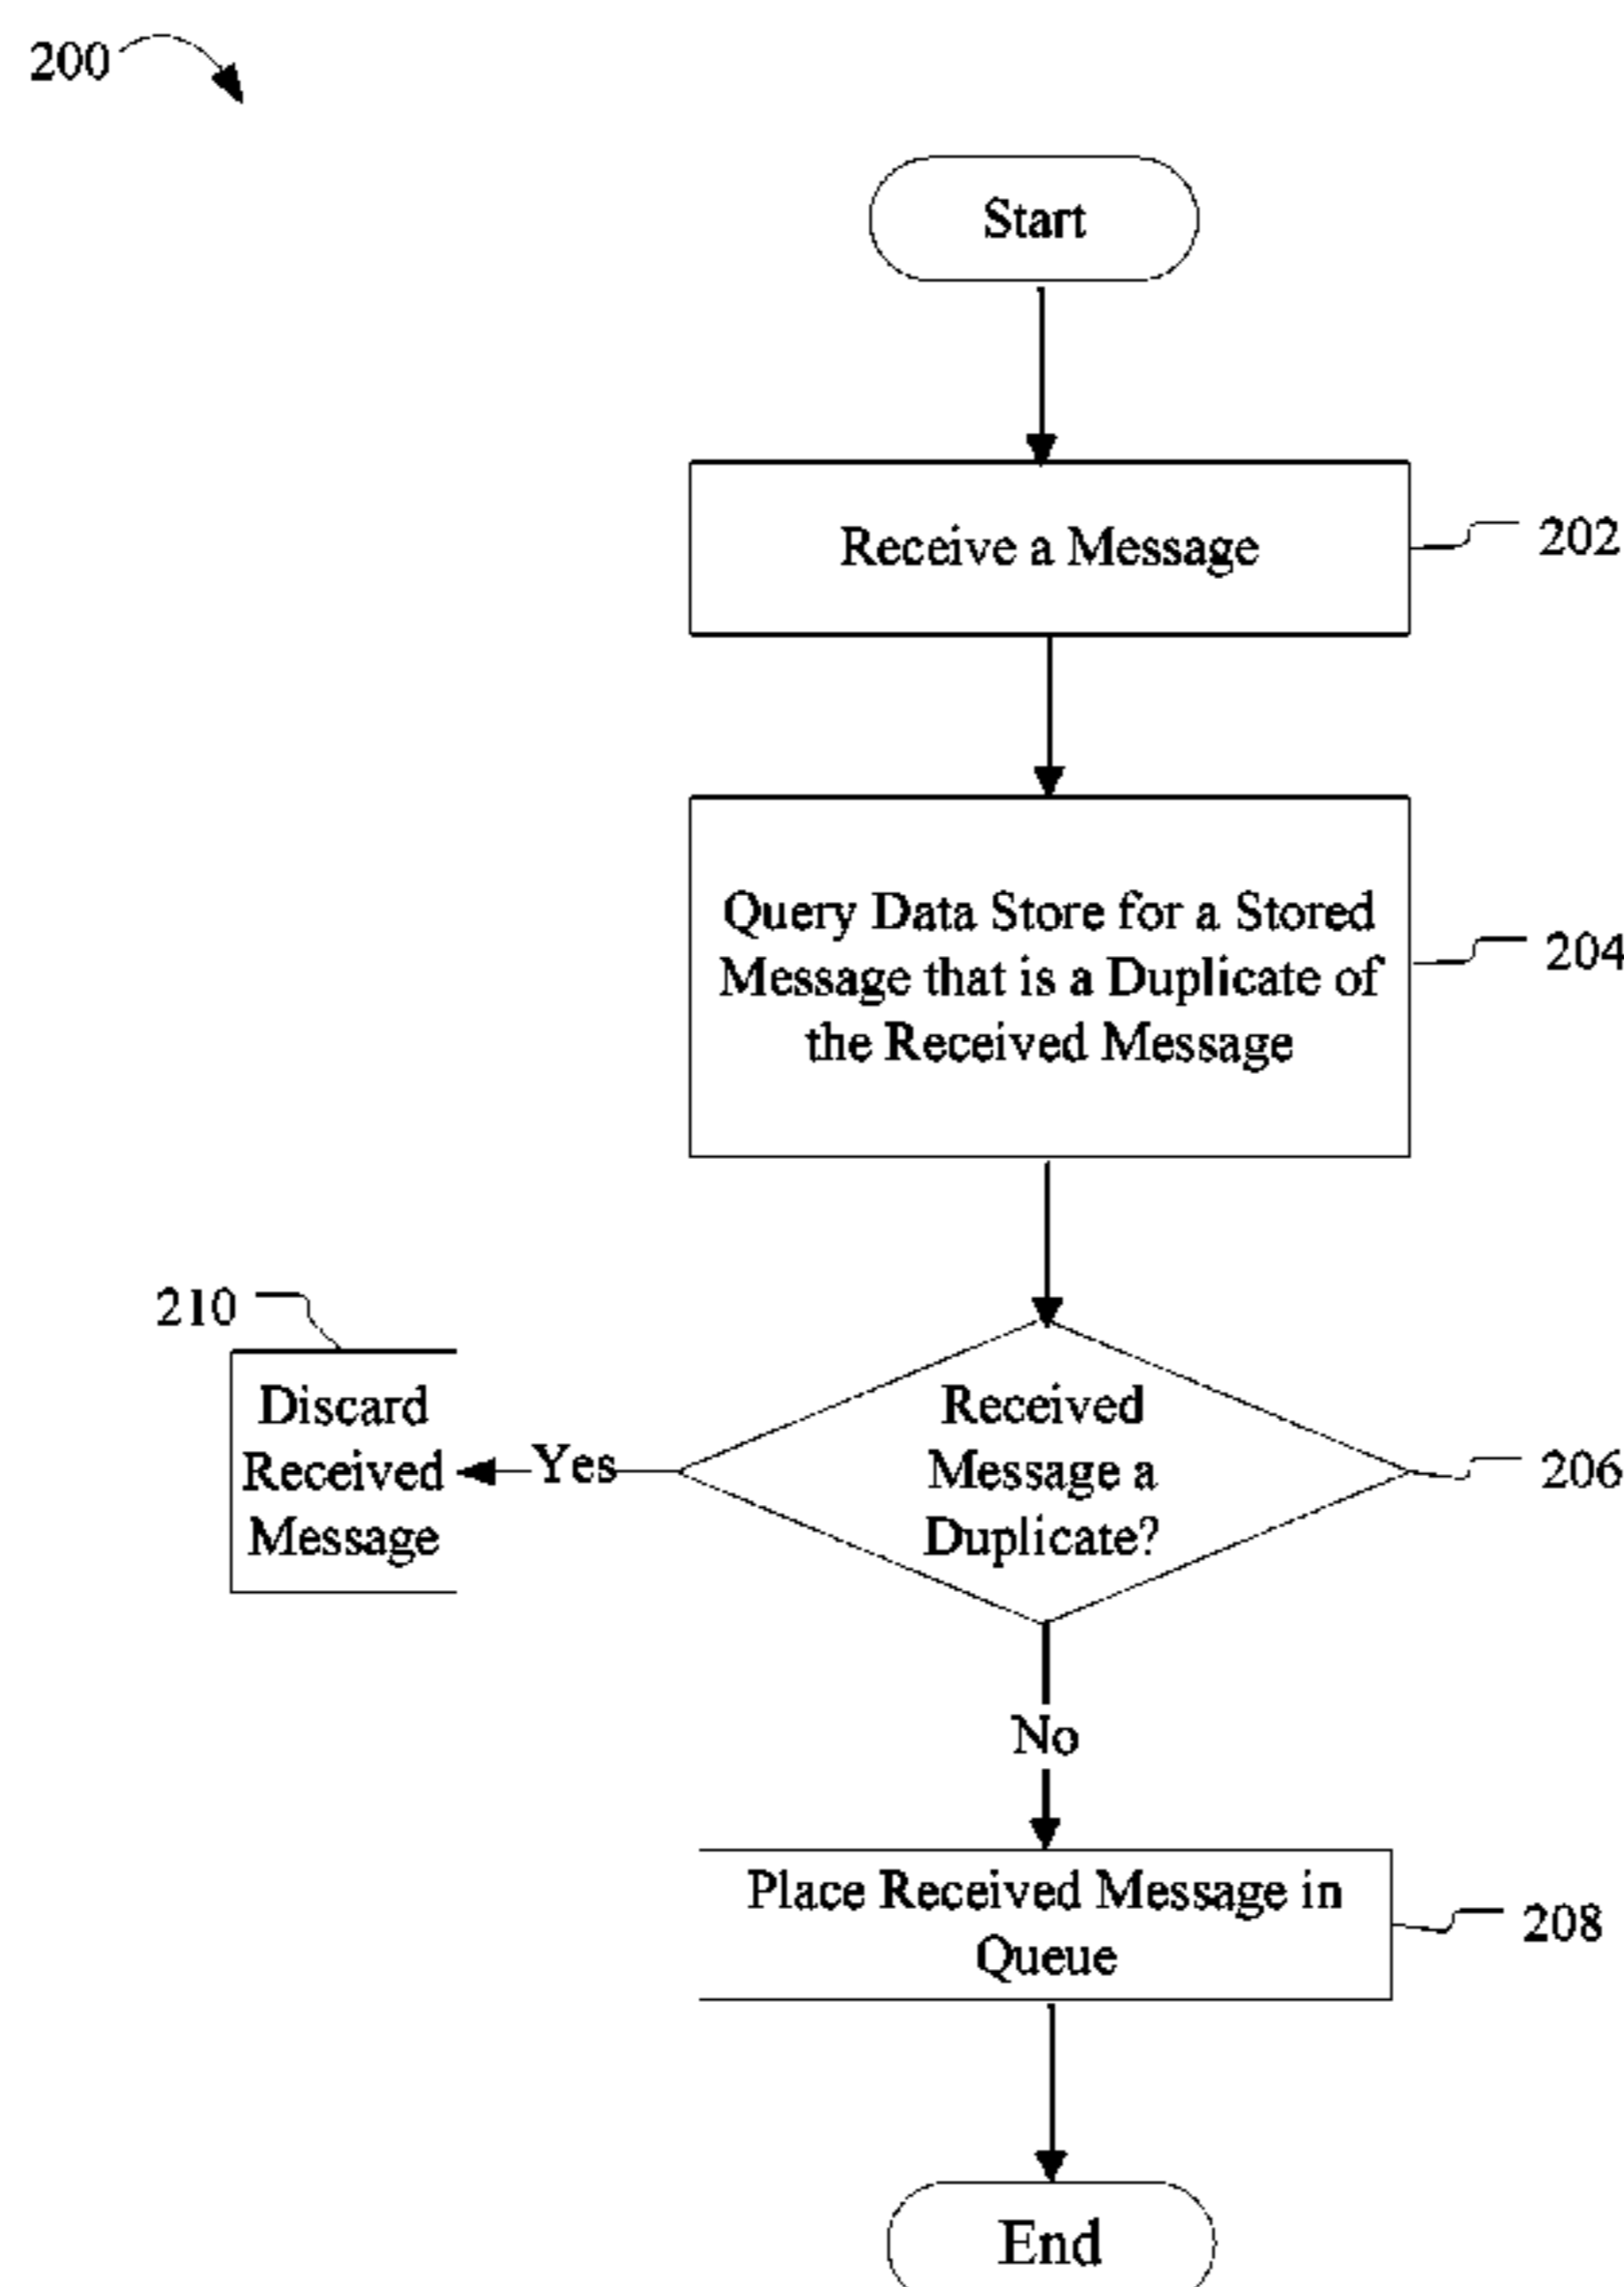 200
Start
Receive a Message
202
Query Data Store for a Stored
Message that is a Duplicate of
the Received Message
204
210
Discard
Received
Message
Yes
Received
Message a
Duplicate?
206
No
Place Received Message in
Queue
208
End